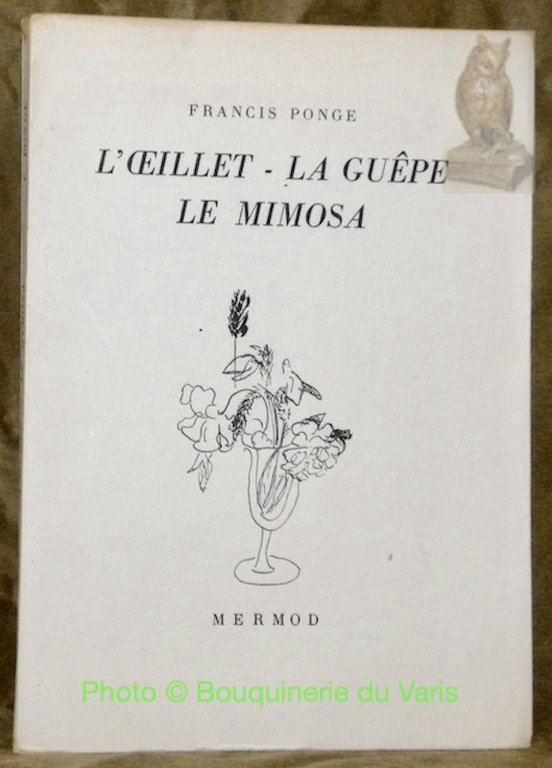 FRANCIS PONGE
L'ŒILLET - LA GUÊPE
LE MIMOSA
MERMOD
Photo © Bouquinerie du Varis